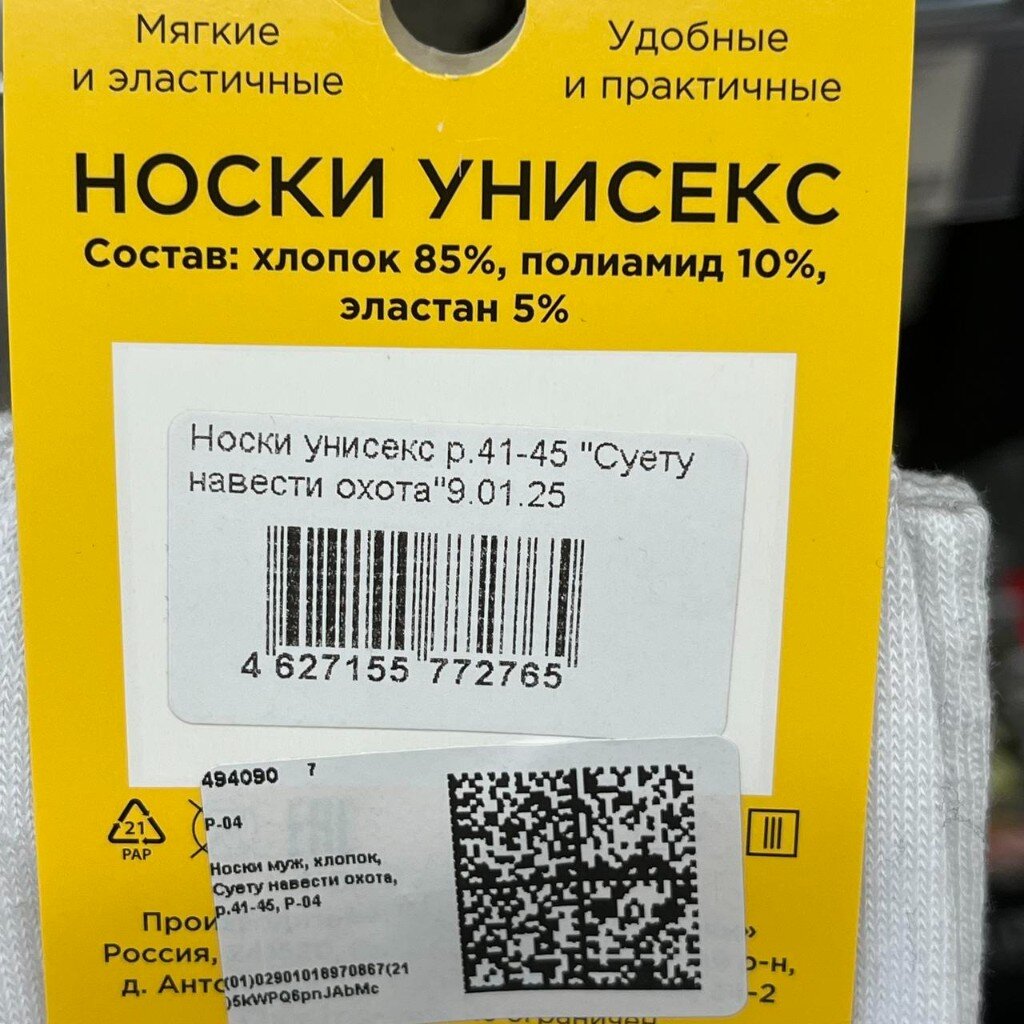 Мягкие
и эластичные
Удобные
и практичные
НОСКИ УНИСЕКС
Состав: хлопок 85%, полиамид 10%,
эластан 5%
Носки унисекс р.41-45 "Суету
навести охота"9.01.25
4 627155 772765
494090 7
Р-04
Носки муж, хлопок,
Суету навести охота,
р.41-45, Р-04
(01)02901018970867(21
)5kWPQ6pnJAbMc
21
PAP
Россия,
д.
-2